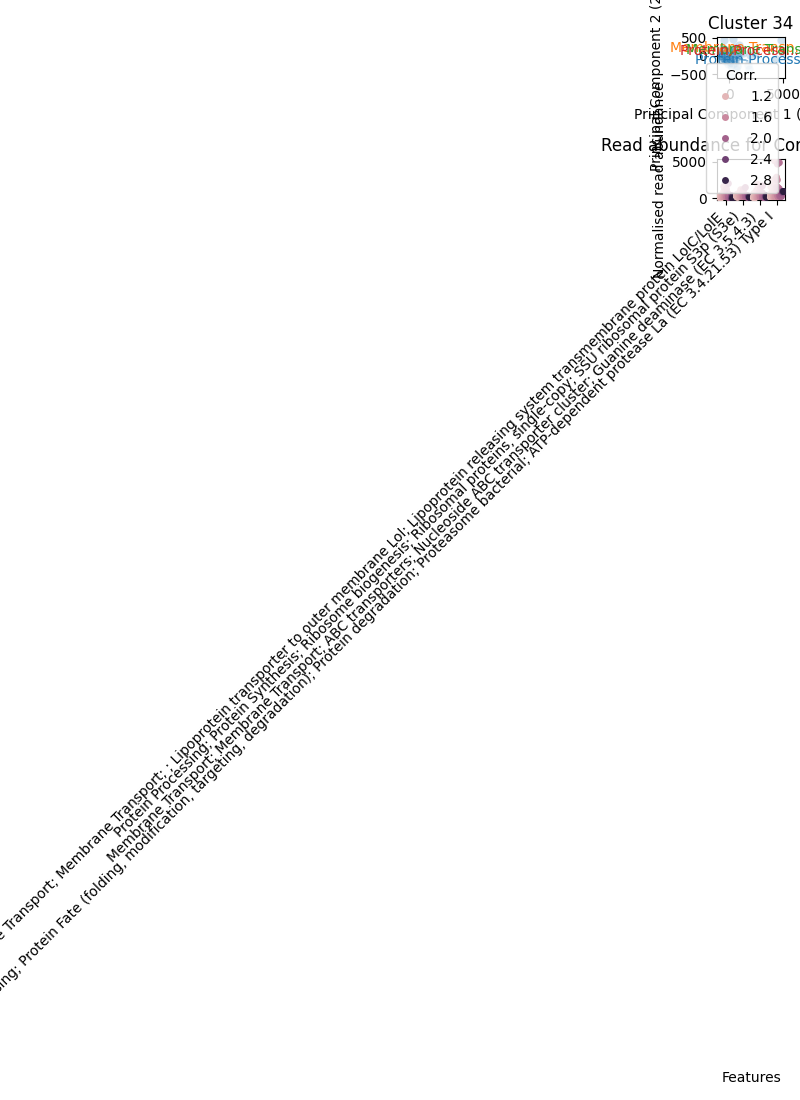 Cluster 34
500
0
−500
0
5000
Principal Component 2 (2
Principal Component 1 (
Corr.
1.2
1.6
2.0
2.4
2.8
Read abundance for Cor
5000
0
Normalised read abundance
e Transport; Membrane Transport; ; Lipoprotein transporter to outer membrane Lol; Lipoprotein releasing system transmembrane protein LolC/LolE
Protein Processing; Protein Synthesis; Ribosome biogenesis; Ribosomal proteins, single-copy; SSU ribosomal protein S3p (S3e)
Membrane Transport; Membrane Transport; ABC transporters; Nucleoside ABC transporter cluster; Guanine deaminase (EC 3.5.4.3)
ing; Protein Fate (folding, modification, targeting, degradation); Protein degradation; Proteasome bacterial; ATP-dependent protease La (EC 3.4.21.53) Type I
Features